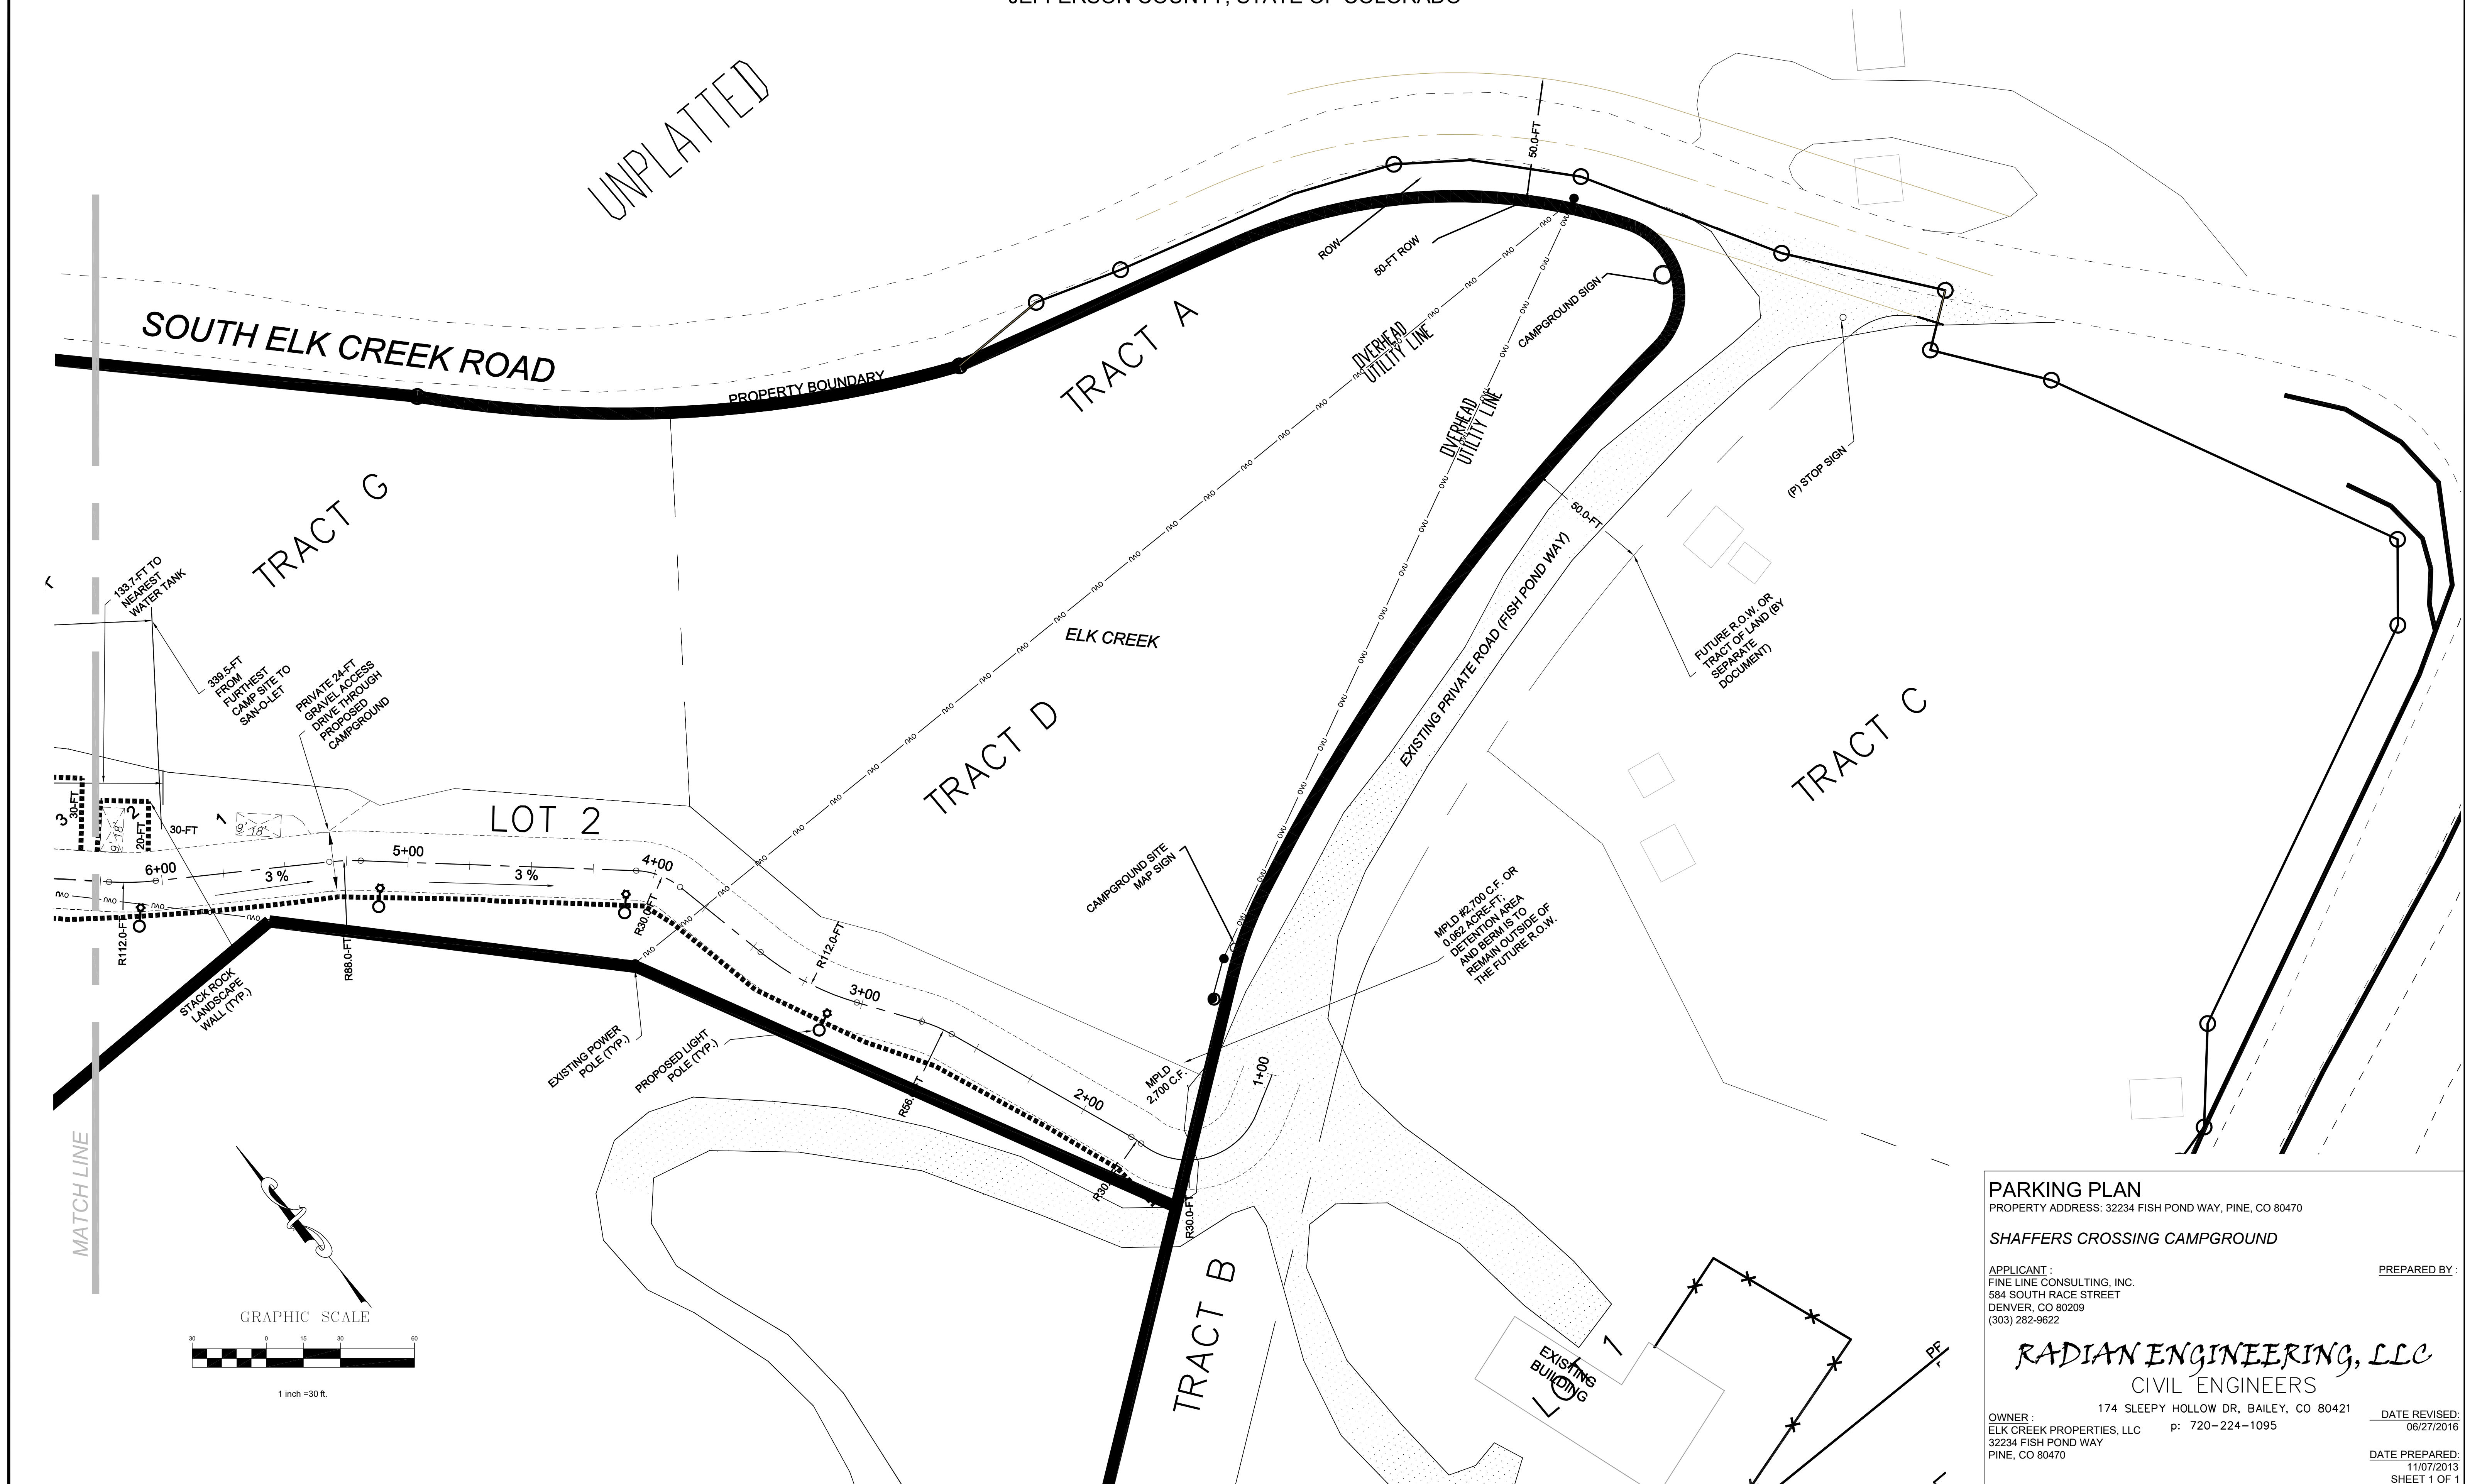 JEFFERSON COUNTY, STATE OF COLORADO
UNPLATTED
SOUTH ELK CREEK ROAD
PROPERTY BOUNDARY
TRACT A
ROW
50-FT ROW
50.0-FT
CAMPGROUND SIGN
OVERHEAD
UTILITY LINE
OVERHEAD
UTILITY LINE
(P) STOP SIGN
50.0-FT
EXISTING PRIVATE ROAD (FISH POND WAY)
FUTURE R.O.W. OR
TRACT OF LAND (BY
SEPARATE
DOCUMENT)
TRACT C
TRACT G
133.7-FT TO
NEAREST
WATER TANK
339.5-FT
FROM
FURTHEST
CAMP SITE TO
SAN-O-LET
PRIVATE 24-FT
GRAVEL ACCESS
DRIVE THROUGH
PROPOSED
CAMPGROUND
ELK CREEK
TRACT D
LOT 2
3
30-FT
2
9'
18'
20-FT
30-FT
1
9'
18'
6+00
3 %
5+00
3 %
4+00
R112.0-FT
R88.0-FT
R30.0-FT
R112.0-FT
3+00
STACK ROCK
LANDSCAPE
WALL (TYP.)
EXISTING POWER
POLE (TYP.)
PROPOSED LIGHT
POLE (TYP.)
CAMPGROUND SITE
MAP SIGN
MPLD #2,700 C.F. OR
0.062 ACRE-FT;
DETENTION AREA
AND BERM IS TO
REMAIN OUTSIDE OF
THE FUTURE R.O.W.
MPLD
2,700 C.F.
2+00
1+00
R30.0-FT
TRACT B
LOT 1
EXISTING
BUILDING
MATCH LINE
GRAPHIC SCALE
30 0 15 30 60
1 inch =30 ft.
PARKING PLAN
PROPERTY ADDRESS: 32234 FISH POND WAY, PINE, CO 80470
SHAFFERS CROSSING CAMPGROUND
APPLICANT :
PREPARED BY :
FINE LINE CONSULTING, INC.
584 SOUTH RACE STREET
DENVER, CO 80209
(303) 282-9622
RADIAN ENGINEERING, LLC
CIVIL ENGINEERS
174 SLEEPY HOLLOW DR, BAILEY, CO 80421
p: 720-224-1095
OWNER :
ELK CREEK PROPERTIES, LLC
32234 FISH POND WAY
PINE, CO 80470
DATE REVISED:
06/27/2016
DATE PREPARED:
11/07/2013
SHEET 1 OF 1